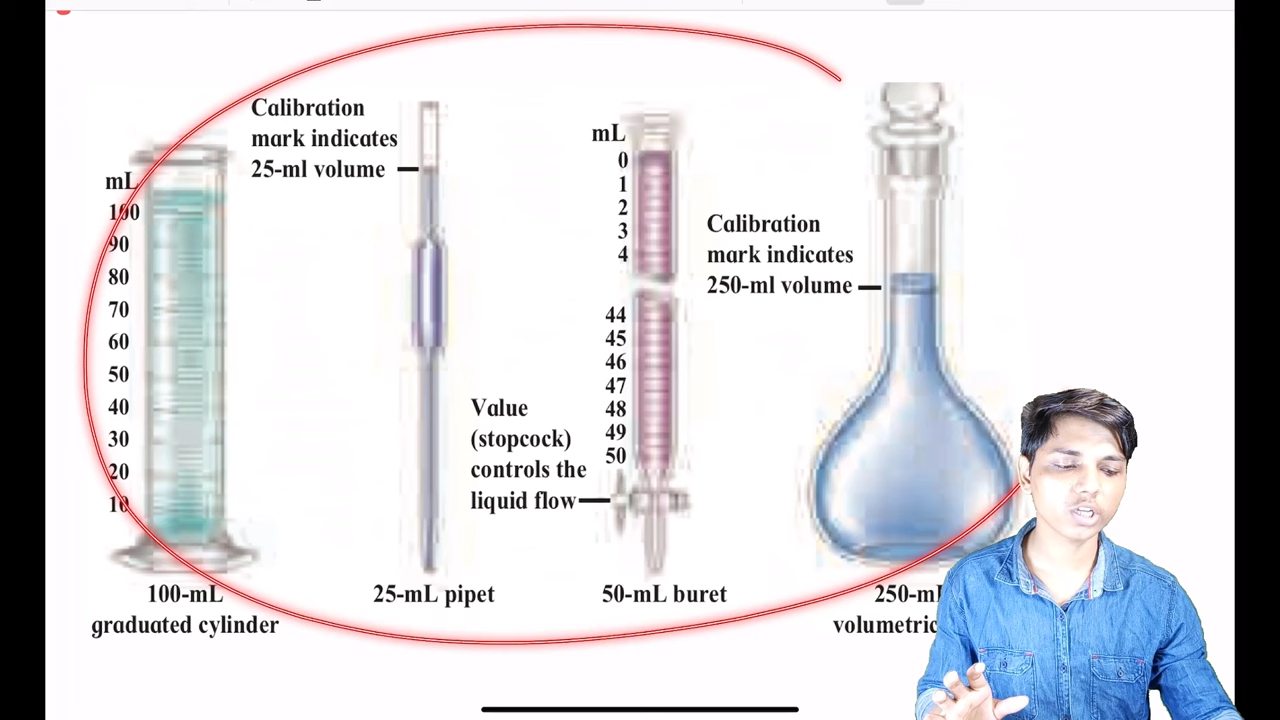 Calibration
mark indicates
25-ml volume
mL
100
90
80
70
60
50
40
30
20
10
100-mL
graduated cylinder
25-mL pipet
mL
0
1
2
3
4
44
45
46
47
48
49
50
Value
(stopcock)
controls the
liquid flow
50-mL buret
Calibration
mark indicates
250-ml volume
250-mL
volumetric